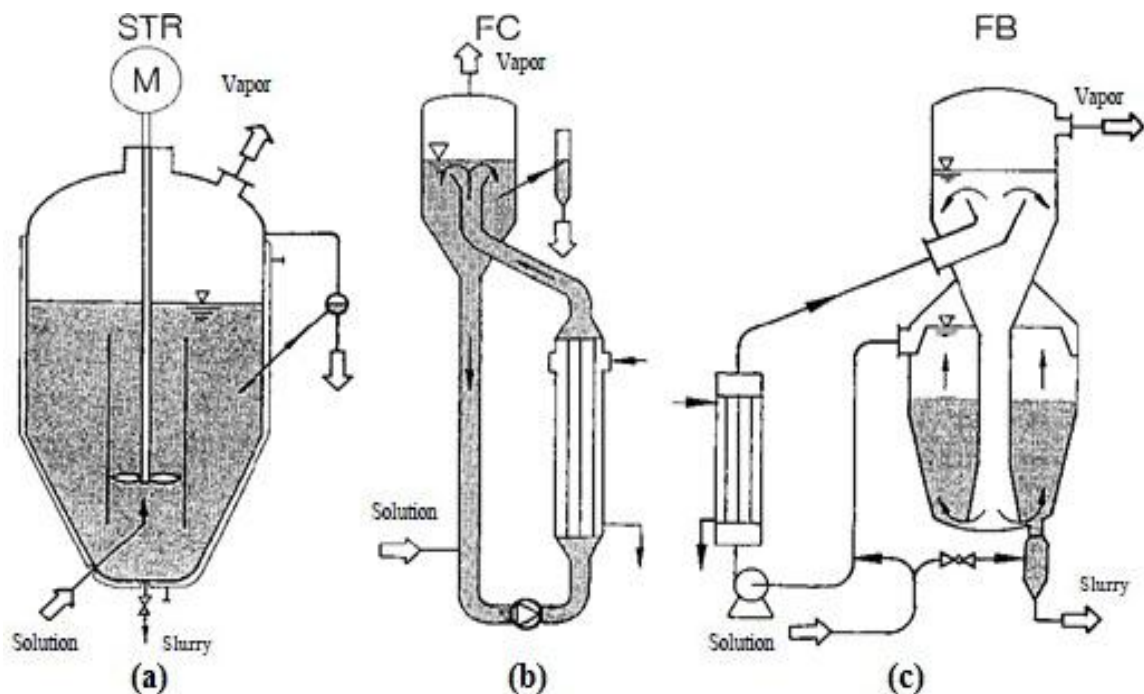 STR
M
Vapor
Solution
Slurry
(a)
FC
Vapor
Solution
(b)
FB
Vapor
Solution
Slurry
(c)